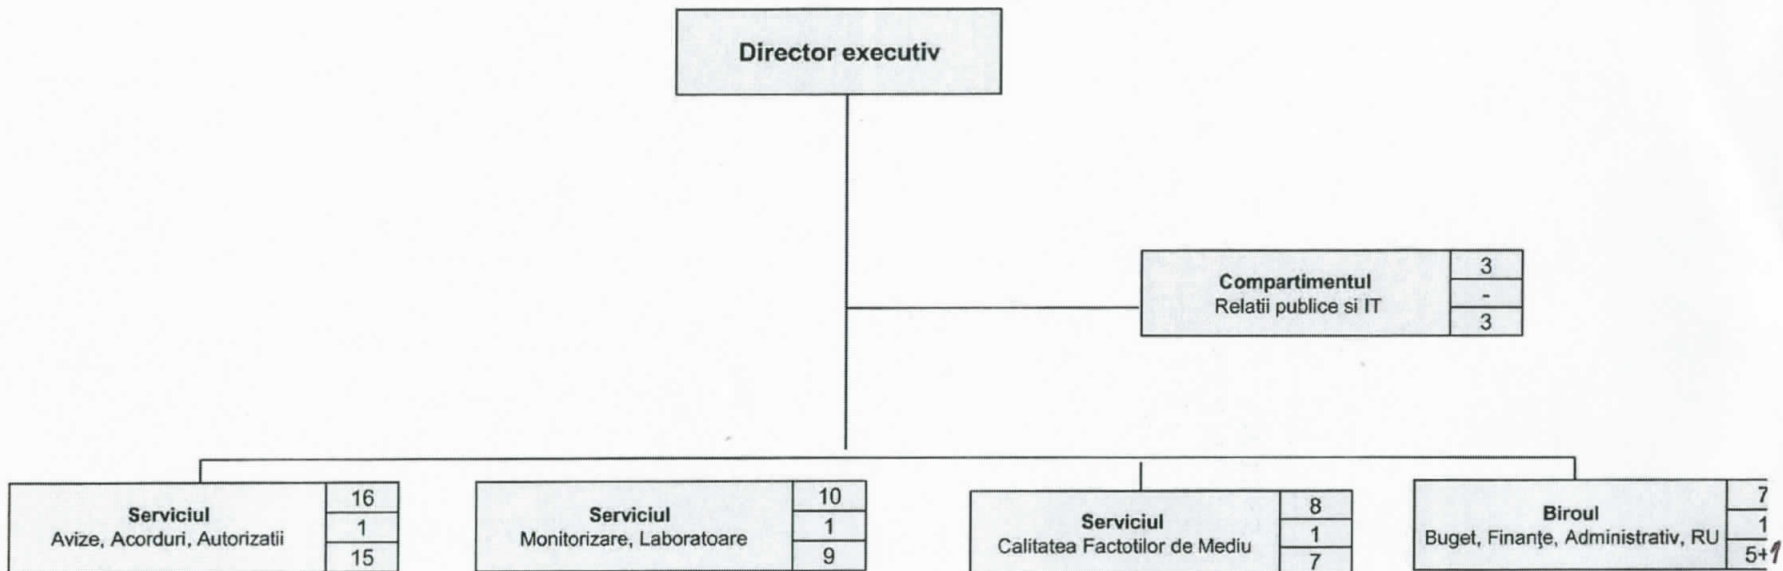 Director executiv
Compartimentul
Relatii publice si IT
3
-
3
Serviciul
Avize, Acorduri, Autorizatii
16
1
15
Serviciul
Monitorizare, Laboratoare
10
1
9
Serviciul
Calitatea Factotilor de Mediu
8
1
7
Biroul
Buget, Finanţe, Administrativ, RU
7
1
5+1